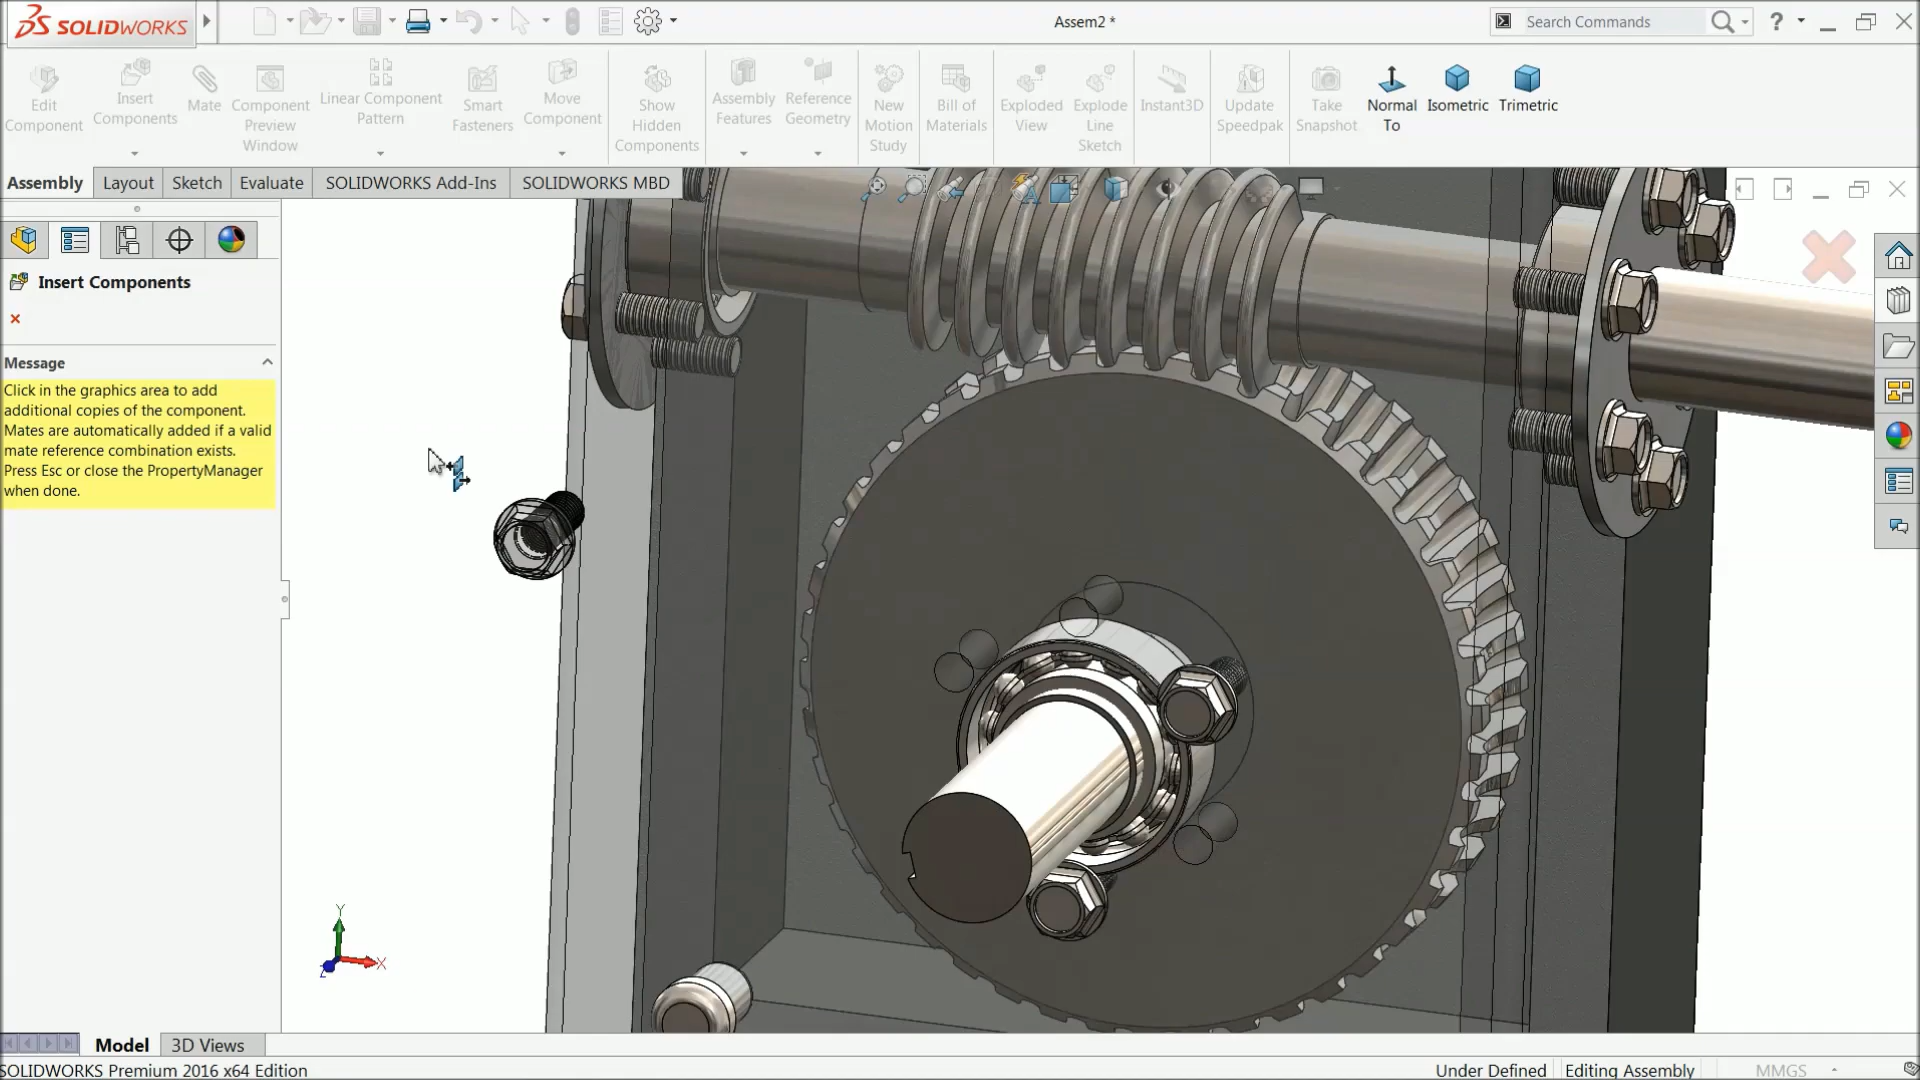 SOLIDWORKS
Assem2 *
Search Commands
?
Edit Component
Insert Components
Mate
Component Preview Window
Linear Component Pattern
Smart Fasteners
Move Component
Show Hidden Components
Assembly Features
Reference Geometry
New Motion Study
Bill of Materials
Exploded View
Explode Line Sketch
Instant3D
Update Speedpak
Take Snapshot
Normal To
Isometric
Trimetric
Assembly
Layout
Sketch
Evaluate
SOLIDWORKS Add-Ins
SOLIDWORKS MBD
Insert Components
Message
Click in the graphics area to add
additional copies of the component.
Mates are automatically added if a valid
mate reference combination exists.
Press Esc or close the PropertyManager
when done.
Y
X
Z
Model
3D Views
SOLIDWORKS Premium 2016 x64 Edition
Under Defined
Editing Assembly
MMGS